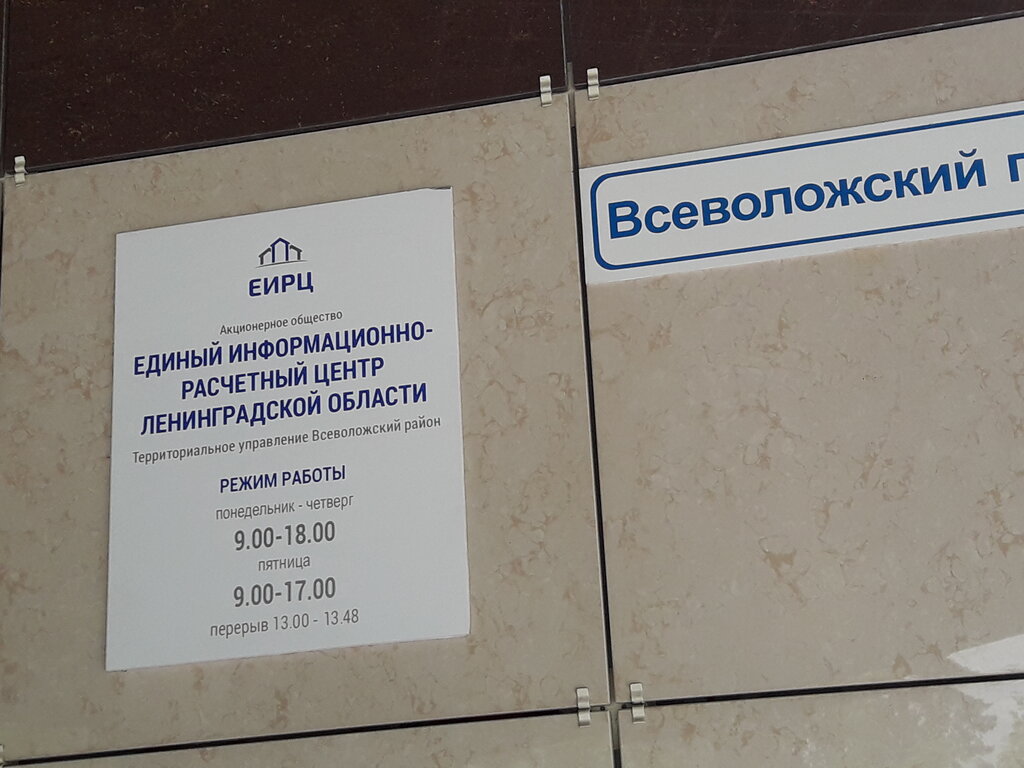 ЕИРЦ
Акционерное общество
ЕДИНЫЙ ИНФОРМАЦИОННО-
РАСЧЕТНЫЙ ЦЕНТР
ЛЕНИНГРАДСКОЙ ОБЛАСТИ
Территориальное управление Всеволожский район
РЕЖИМ РАБОТЫ
понедельник - четверг
9.00-18.00
пятница
9.00-17.00
перерыв 13.00 - 13.48
Всеволожский